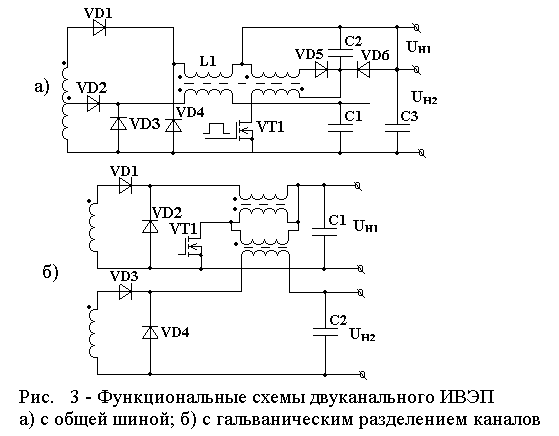 VD1
L1
C2
VD5
VD6
Uн1
а)
VD2
VD3
VD4
VT1
C1
C3
Uн2
VD1
VD2
VT1
C1
Uн1
б)
VD3
VD4
C2
Uн2
Рис. 3 - Функциональные схемы двуканального ИВЭП
а) с общей шиной; б) с гальваническим разделением каналов